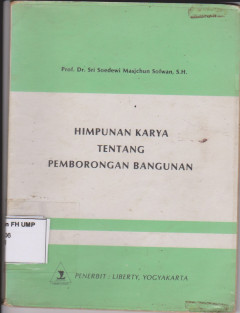 Prof. Dr. Sri Soedewi Masjchun Sofwan, S.H.
HIMPUNAN KARYA
TENTANG
PEMBORONGAN BANGUNAN
n FH UMP
PENERBIT : LIBERTY, YOGYAKARTA